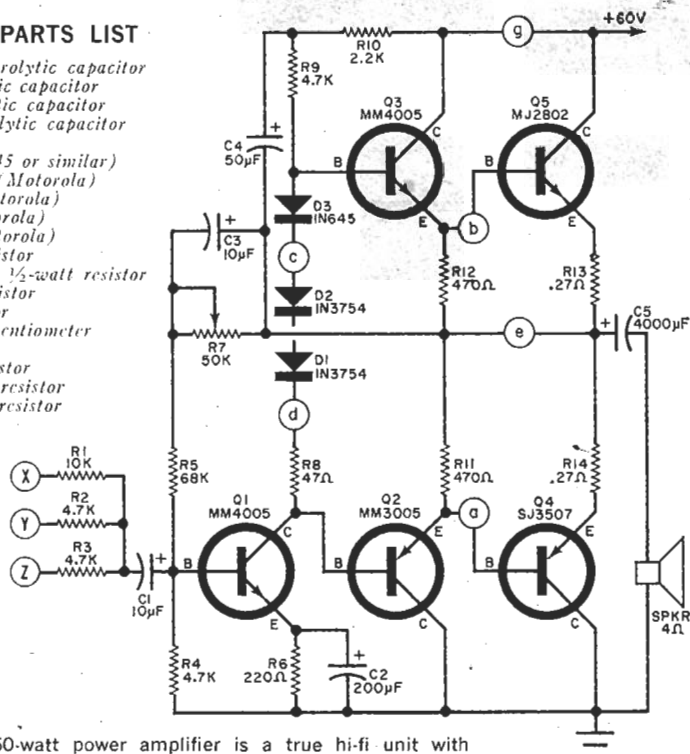 PARTS LIST
rolytic capacitor
ic capacitor
tic capacitor
lytic capacitor
45 or similar)
(Motorola)
torola)
orola)
torola)
istor
½-watt resistor
istor
or
entiometer
stor
resistor
resistor
+60V
g
R10
2.2K
R9
4.7K
Q3
MM4005
Q5
MJ2802
C4
50µF
+
B
C
E
B
C
E
D3
IN645
b
C3
10µF
+
c
R12
470Ω
R13
.27Ω
D2
IN3754
R7
50K
e
+
C5
4000µF
D1
IN3754
d
R1
10K
X
R5
68K
R8
47Ω
R11
470Ω
R14
.27Ω
R2
4.7K
Y
Q1
MM4005
Q2
MM3005
a
Q4
SJ3507
R3
4.7K
Z
C1
10µF
+
B
C
E
B
E
C
B
E
C
SPKR
4Ω
R4
4.7K
R6
220Ω
+
C2
200µF
50-watt power amplifier is a true hi-fi unit with